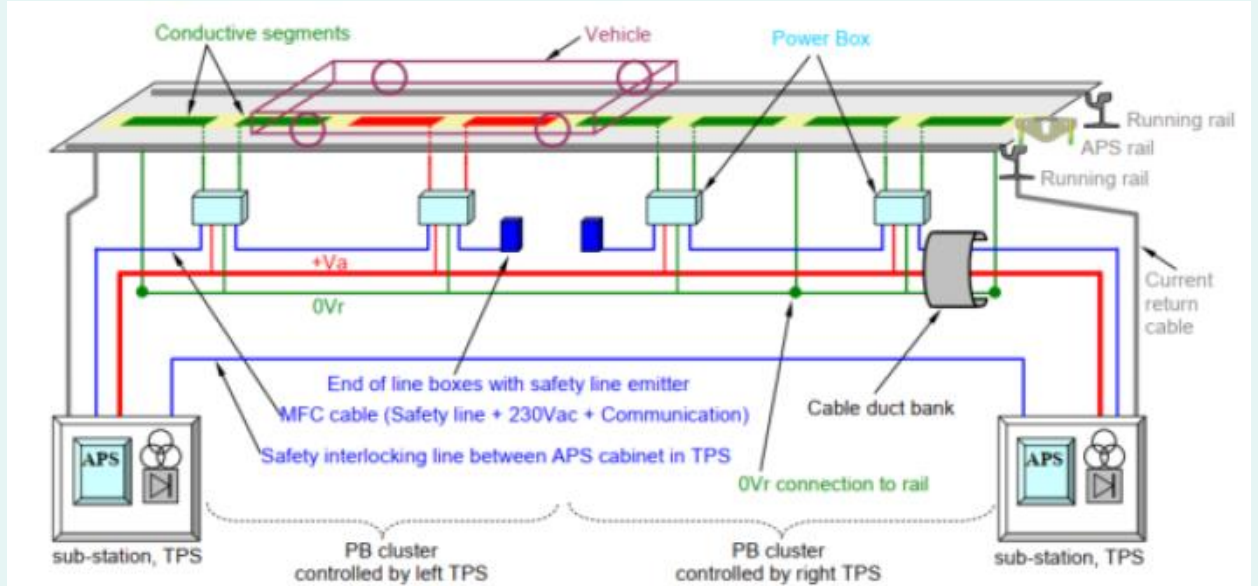 Conductive segments
Vehicle
Power Box
Running rail
APS rail
Running rail
+Va
0Vr
Current
return
cable
End of line boxes with safety line emitter
MFC cable (Safety line + 230Vac + Communication)
Cable duct bank
Safety interlocking line between APS cabinet in TPS
APS
APS
0Vr connection to rail
sub-station, TPS
PB cluster
controlled by left TPS
PB cluster
controlled by right TPS
sub-station, TPS